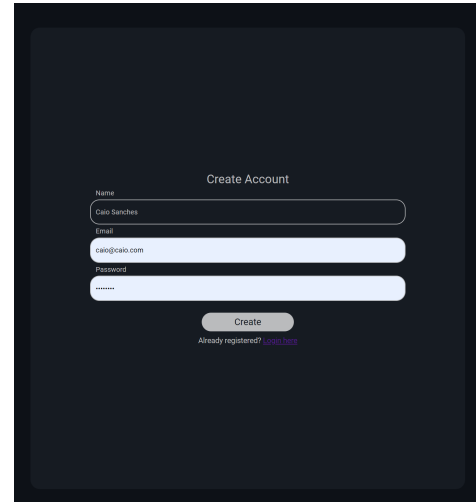 Create Account
Name
Caio Sanches
Email
caio@caio.com
Password
••••••••
Create
Already registered? Login here